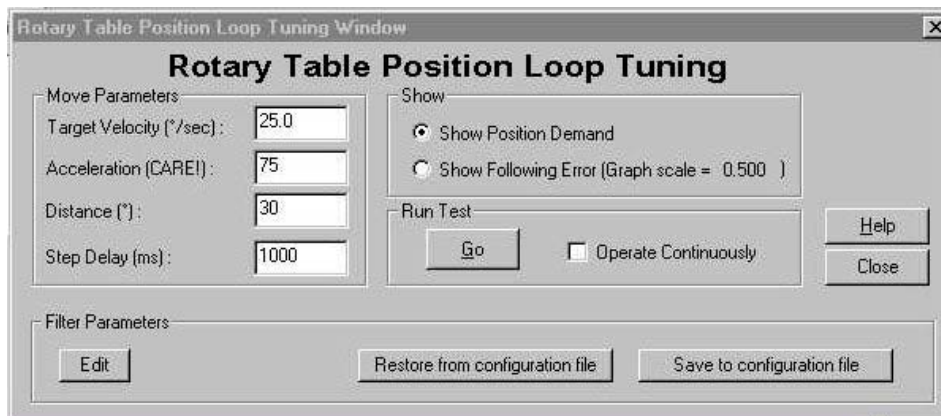 Rotary Table Position Loop Tuning Window
Rotary Table Position Loop Tuning
Move Parameters
Target Velocity (°/sec) : 25.0
Acceleration (CARE!) : 75
Distance (°) : 30
Step Delay (ms) : 1000
Show
Show Position Demand
Show Following Error (Graph scale = 0.500 )
Run Test
Go
Operate Continuously
Help
Close
Filter Parameters
Edit
Restore from configuration file
Save to configuration file